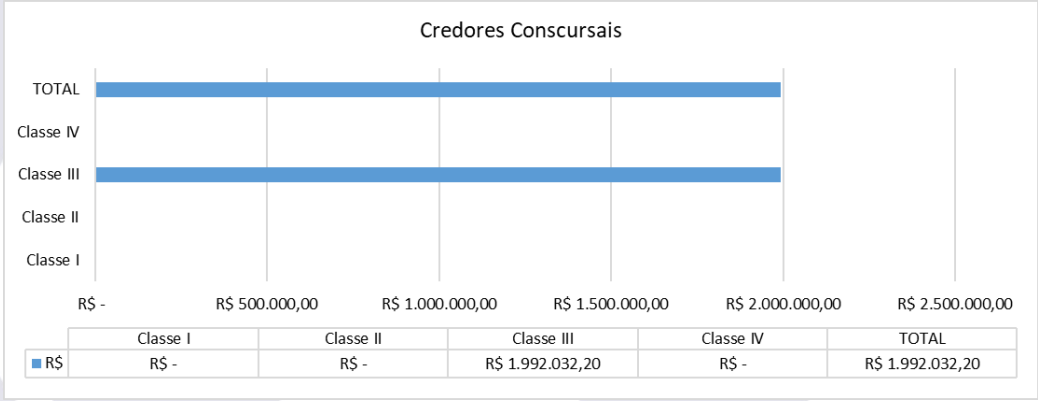 Credores Conscursais
TOTAL
Classe IV
Classe III
Classe II
Classe I
R$ - R$ 500.000,00 R$ 1.000.000,00 R$ 1.500.000,00 R$ 2.000.000,00 R$ 2.500.000,00
Classe I Classe II Classe III Classe IV TOTAL
R$ R$ - R$ - R$ 1.992.032,20 R$ - R$ 1.992.032,20